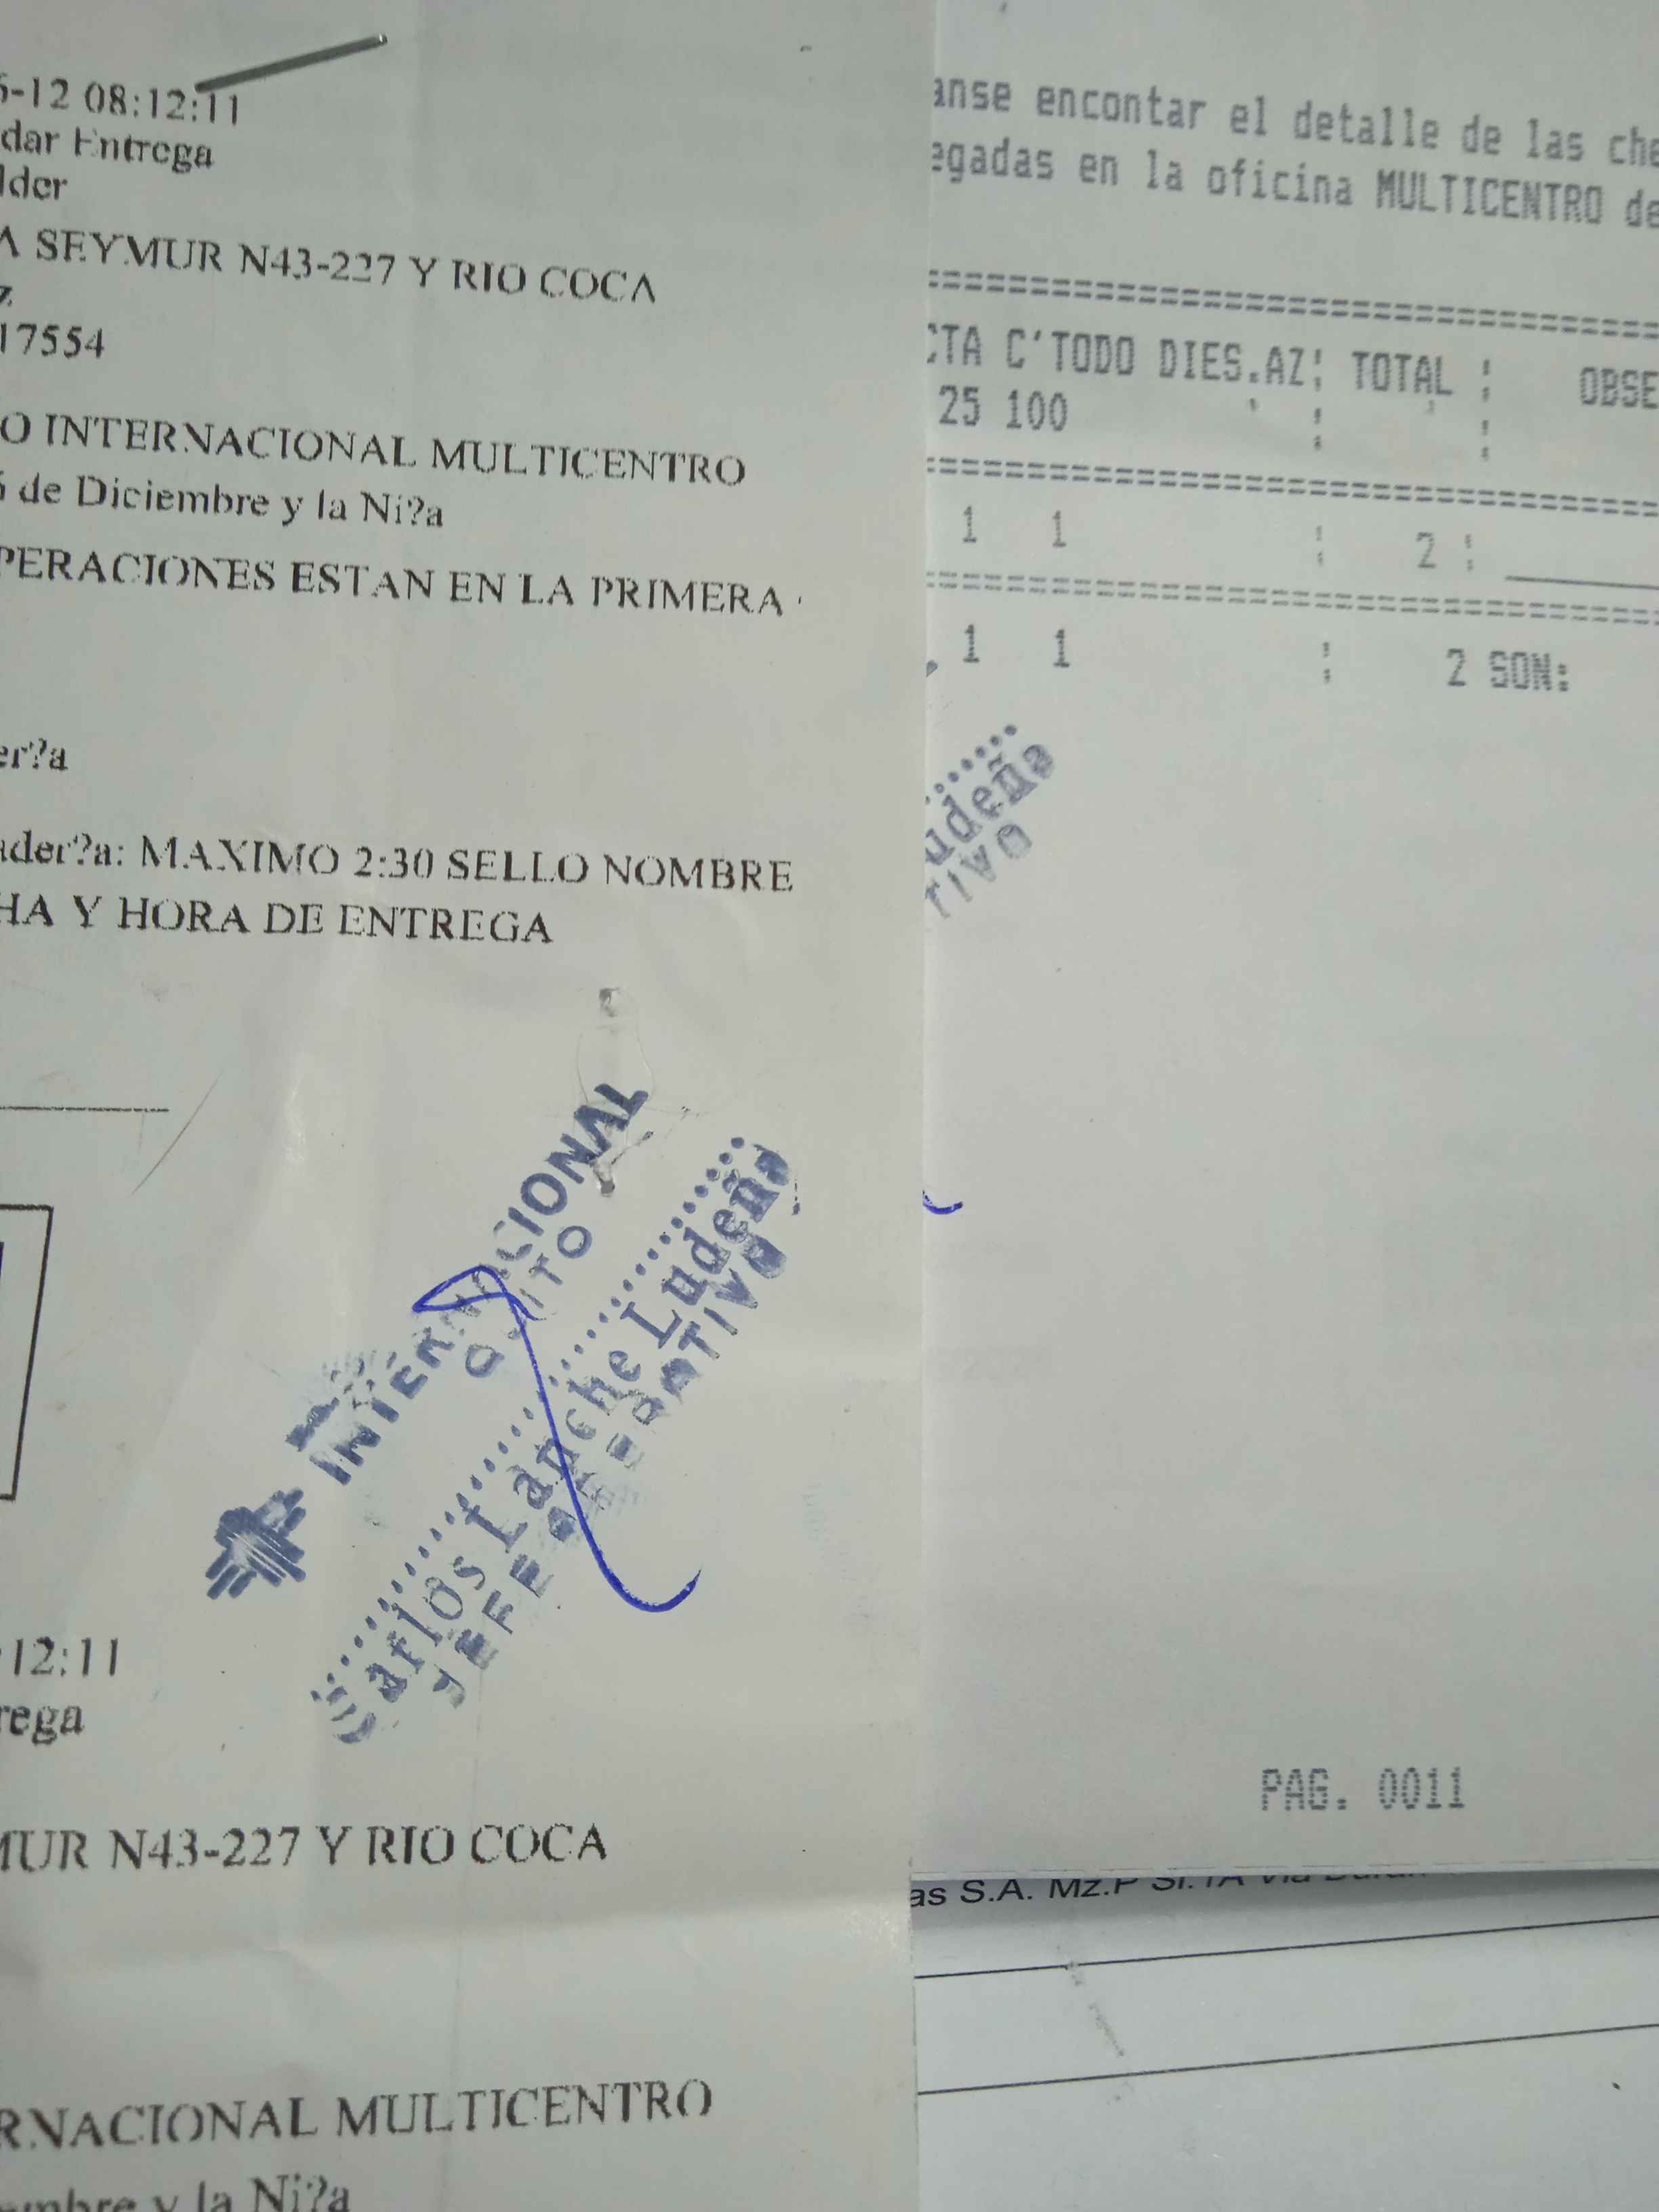 -12 08:12:11
dar Entrega
lder
A SEYMUR N43-227 Y RIO COCA
z
17554
O INTERNACIONAL MULTICENTRO
de Diciembre y la Ni?a
PERACIONES ESTAN EN LA PRIMERA
er?a
ader?a: MAXIMO 2:30 SELLO NOMBRE
HA Y HORA DE ENTREGA
INTERNACIONAL
QUITO
Carlos Lanche Ludeña
JEFE OPERATIVO
12:11
rega
MUR N43-227 Y RIO COCA
RNACIONAL MULTICENTRO
mbre y la Ni?a
anse encontar el detalle de las che
egadas en la oficina MULTICENTRO de
CTA C'TODO DIES.AZ¦ TOTAL ¦ OBSE
25 100 ¦ ¦
1 1 ¦ 2 ¦
1 1 ¦ 2 SON:
udeña
TIVO
PAG. 0011
as S.A. Mz.P